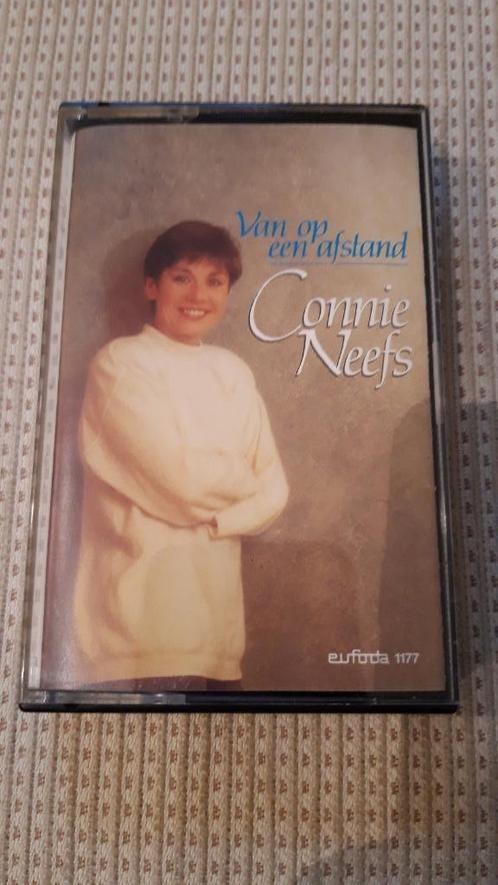 Van op
een afstand
Connie
Neefs
eufoda 1177